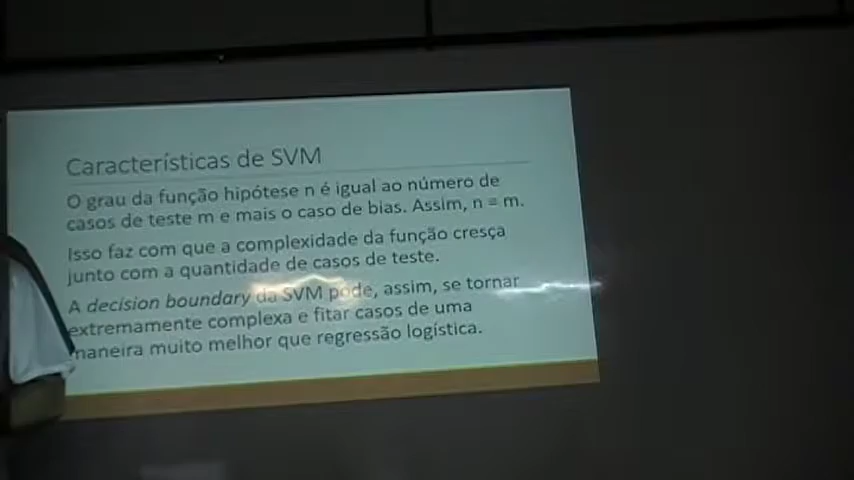 Características de SVM
O grau da função hipótese n é igual ao número de
casos de teste m e mais o caso de bias. Assim, n = m.
Isso faz com que a complexidade da função cresça
junto com a quantidade de casos de teste.
A decision boundary da SVM pode, assim, se tornar
extremamente complexa e fitar casos de uma
maneira muito melhor que regressão logística.